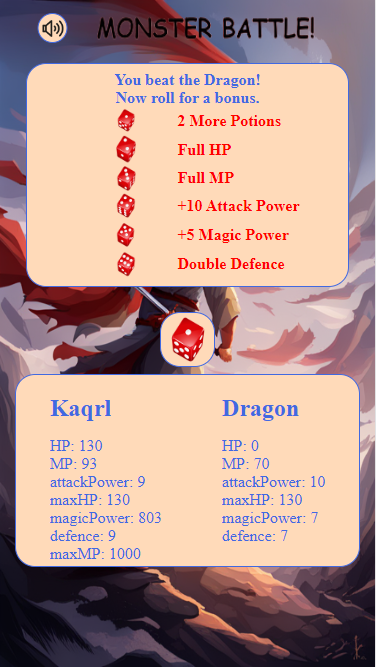 MONSTER BATTLE!
You beat the Dragon!
Now roll for a bonus.
2 More Potions
Full HP
Full MP
+10 Attack Power
+5 Magic Power
Double Defence
Kaqrl
HP: 130
MP: 93
attackPower: 9
maxHP: 130
magicPower: 803
defence: 9
maxMP: 1000
Dragon
HP: 0
MP: 70
attackPower: 10
maxHP: 130
magicPower: 7
defence: 7